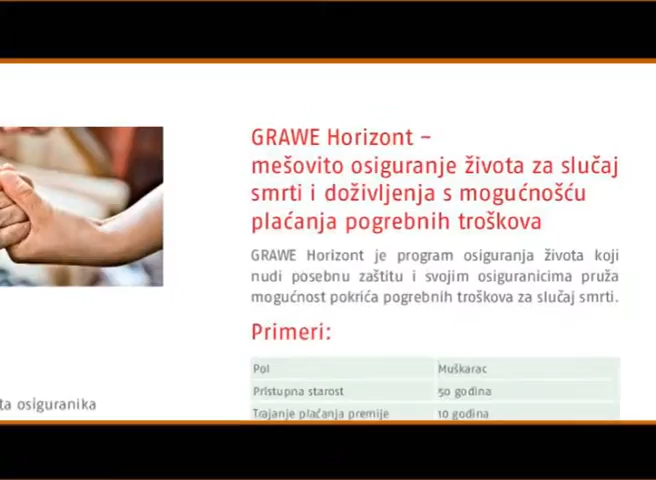 GRAWE Horizont –
mešovito osiguranje života za slučaj
smrti i doživljenja s mogućnošću
plaćanja pogrebnih troškova
GRAWE Horizont je program osiguranja života koji
nudi posebnu zaštitu i svojim osiguranicima pruža
mogućnost pokrića pogrebnih troškova za slučaj smrti.
Primeri:
Pol Muškarac
Pristupna starost 50 godina
Trajanje plaćanja premije 10 godina
ta osiguranika